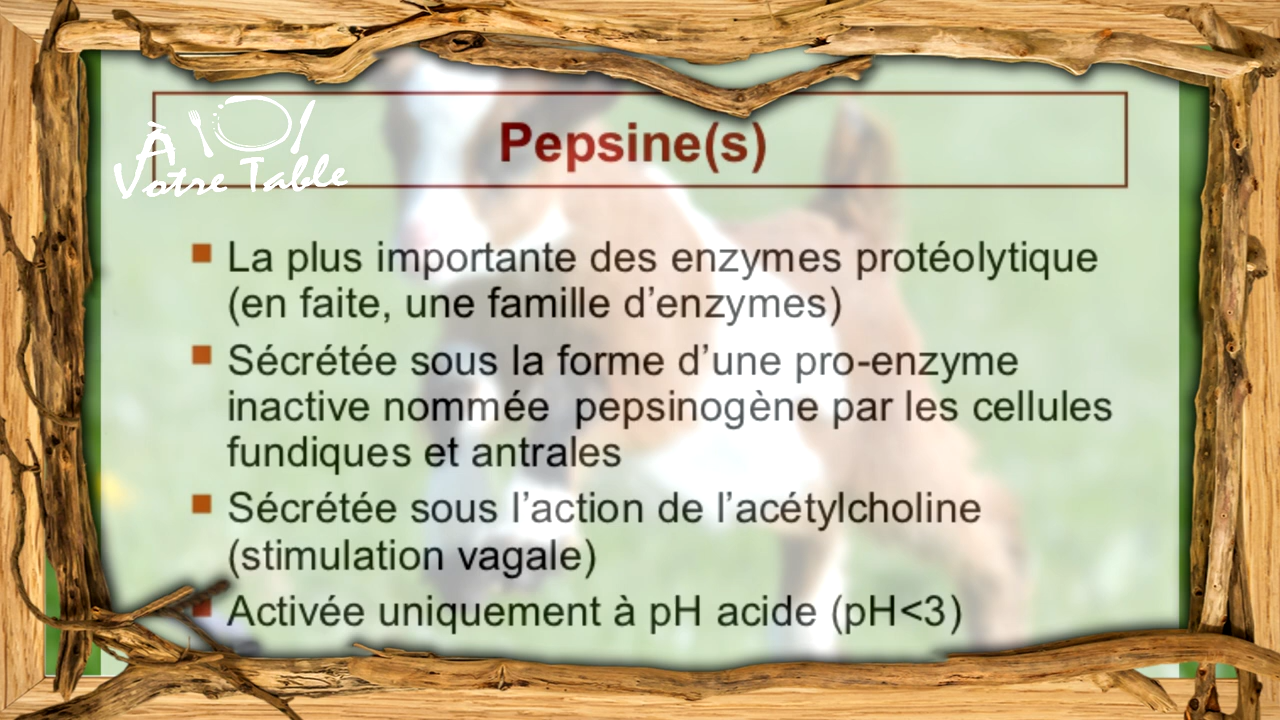 À
Votre Table
Pepsine(s)
La plus importante des enzymes protéolytique
(en faite, une famille d’enzymes)
Sécrétée sous la forme d’une pro-enzyme
inactive nommée  pepsinogène par les cellules
fundiques et antrales
Sécrétée sous l’action de l’acétylcholine
(stimulation vagale)
Activée uniquement à pH acide (pH<3)